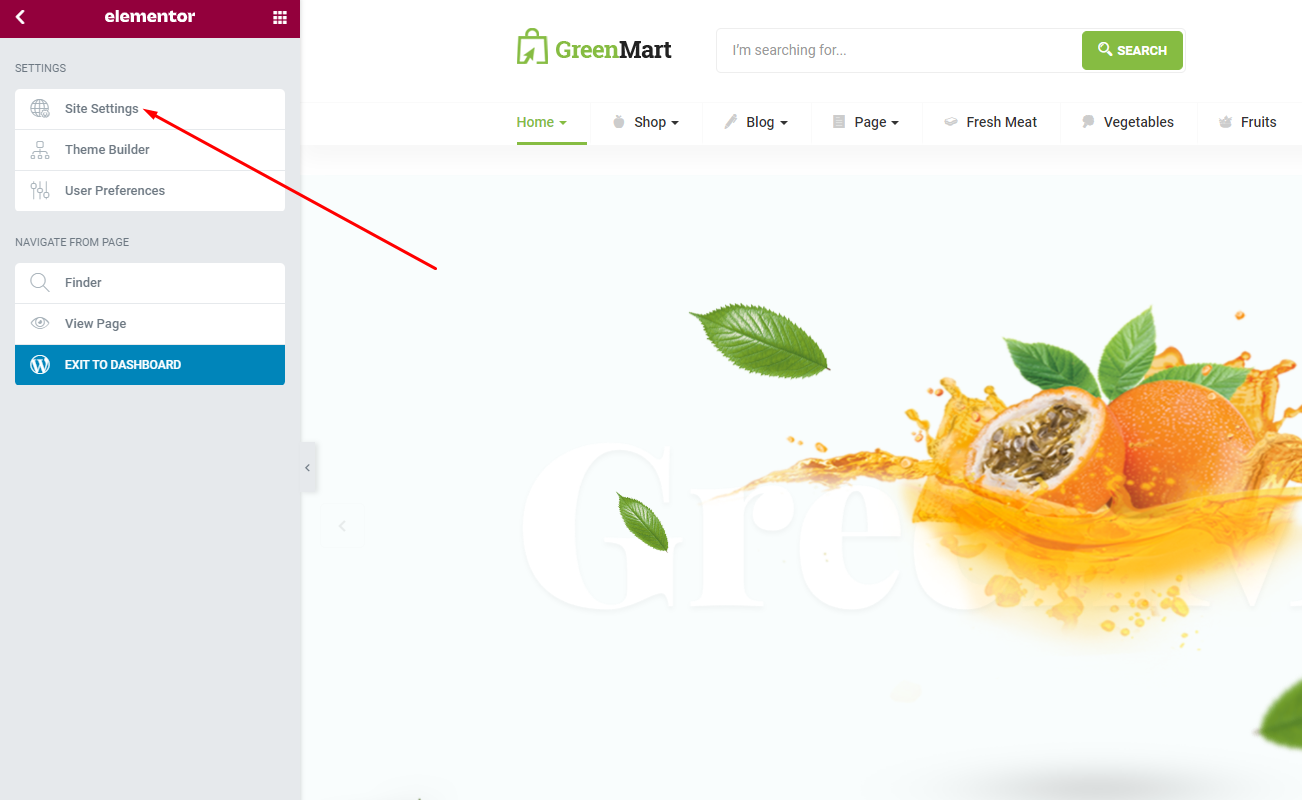 elementor
SETTINGS
Site Settings
Theme Builder
User Preferences
NAVIGATE FROM PAGE
Finder
View Page
EXIT TO DASHBOARD
GreenMart
I'm searching for...
SEARCH
Home Shop Blog Page Fresh Meat Vegetables Fruits
Gree